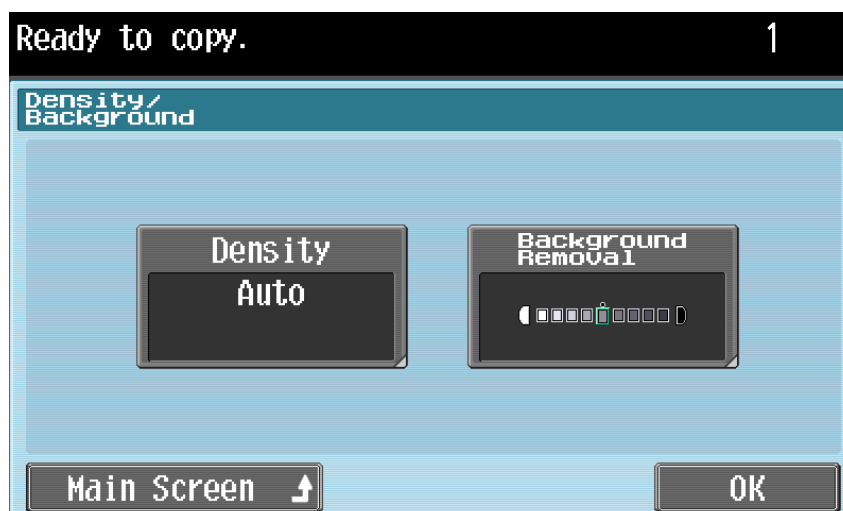 Ready to copy. 1
Density/
Background
Density
Auto
Background
Removal
Main Screen
OK